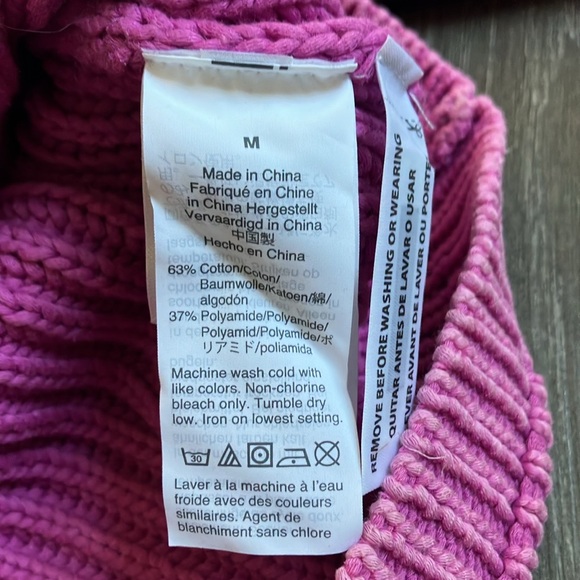 M
Made in China
Fabriqué en Chine
in China Hergestellt
Vervaardigd in China
中国製
Hecho en China
63% Cotton/Coton/
Baumwolle/Katoen/綿/
algodón
37% Polyamide/Polyamide/
Polyamid/Polyamide/ポ
リアミド/poliamida
Machine wash cold with
like colors. Non-chlorine
bleach only. Tumble dry
low. Iron on lowest setting.
30
Laver à la machine à l'eau
froide avec des couleurs
similaires. Agent de
blanchiment sans chlore
REMOVE BEFORE WASHING OR WEARING
QUITAR ANTES DE LAVAR O USAR
VER AVANT DE LAVER OU PORTE